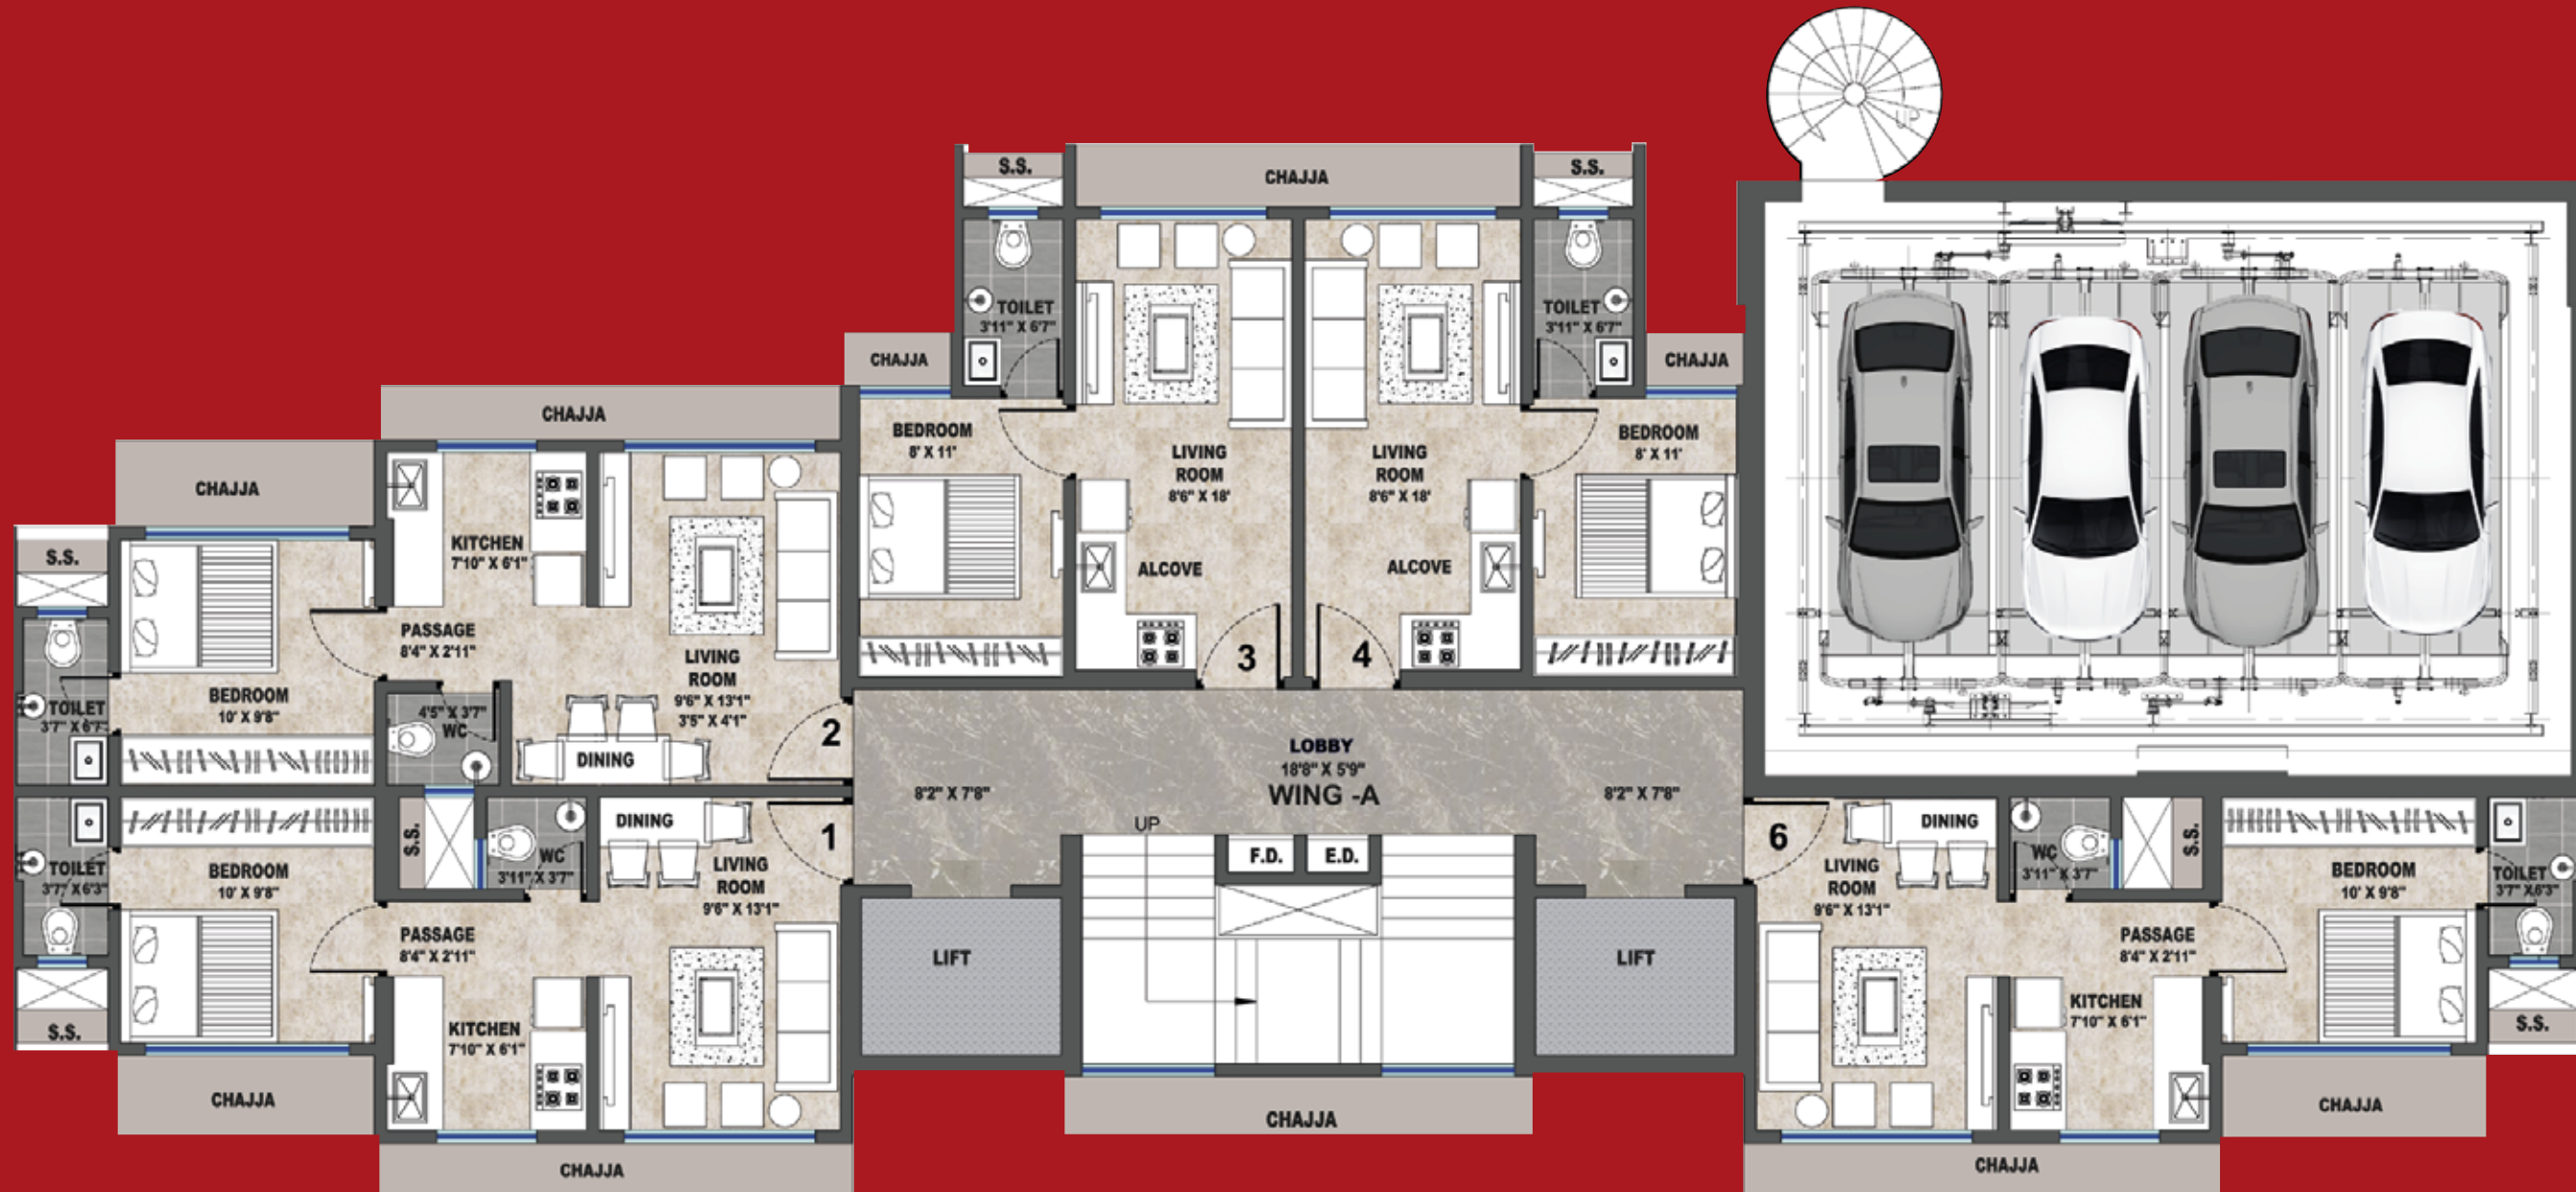 UP
S.S.
CHAJJA
S.S.
TOILET
3'11" X 6'7"
TOILET
3'11" X 6'7"
CHAJJA
CHAJJA
CHAJJA
BEDROOM
8' X 11'
LIVING
ROOM
8'6" X 18'
LIVING
ROOM
8'6" X 18'
BEDROOM
8' X 11'
CHAJJA
S.S.
KITCHEN
7'10" X 6'1"
ALCOVE
ALCOVE
PASSAGE
8'4" X 2'11"
LIVING
ROOM
9'6" X 13'1"
3'5" X 4'1"
3
4
BEDROOM
10' X 9'8"
TOILET
3'7" X 6'7"
4'5" X 3'7"
WC
DINING
2
LOBBY
18'8" X 5'9"
WING -A
8'2" X 7'8"
8'2" X 7'8"
UP
F.D.
E.D.
TOILET
3'7" X 6'3"
BEDROOM
10' X 9'8"
S.S.
WC
3'11" X 3'7"
DINING
LIVING
ROOM
9'6" X 13'1"
1
6
LIVING
ROOM
9'6" X 13'1"
DINING
WC
3'11" X 3'7"
S.S.
BEDROOM
10' X 9'8"
TOILET
3'7" X 6'3"
PASSAGE
8'4" X 2'11"
LIFT
LIFT
PASSAGE
8'4" X 2'11"
S.S.
KITCHEN
7'10" X 6'1"
KITCHEN
7'10" X 6'1"
S.S.
CHAJJA
CHAJJA
CHAJJA
CHAJJA
CHAJJA